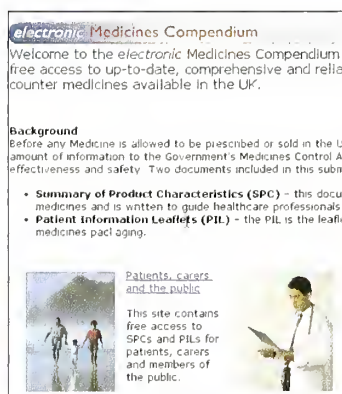 electronic Medicines Compendium
Welcome to the electronic Medicines Compendium
free access to up-to-date, comprehensive and relia
counter medicines available in the UK.
Background
Before any Medicine is allowed to be prescribed or sold in the U
amount of information to the Government's Medicines Control A
effectiveness and safety Two documents included in this subm
• Summary of Product Characteristics (SPC) - this docu
medicines and is written to guide healthcare professionals
• Patient Information Leaflets (PIL) - the PIL is the leafl
medicines pac aging.
Patients, carers
and the public
This site contains
free access to
SPCs and PILs for
patients, carers
and members of
the public.